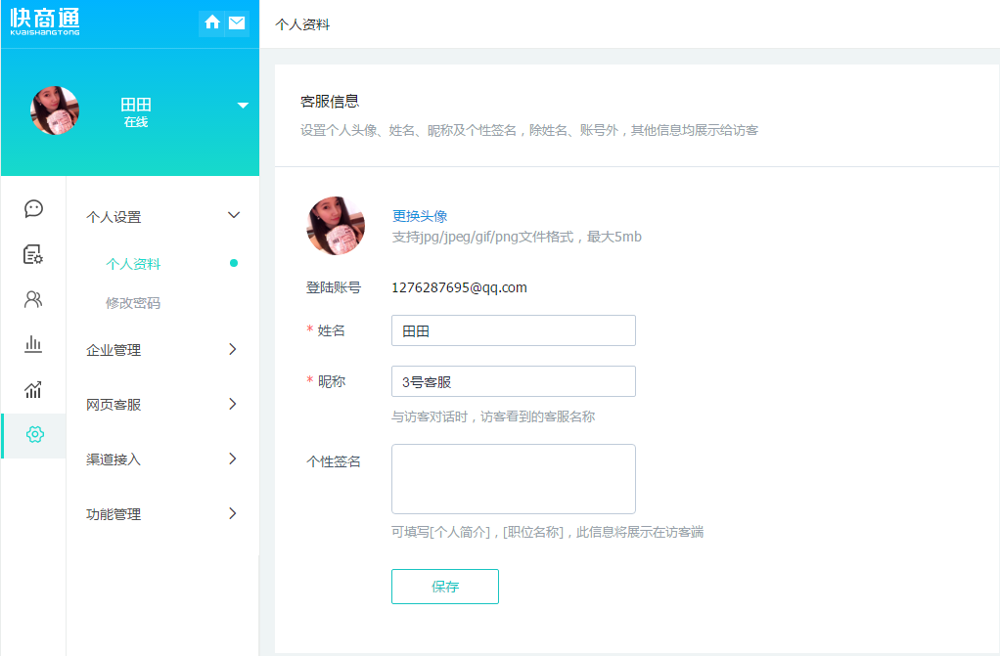 快商通
KUAISHANGTONG
个人资料
田田
在线
客服信息
设置个人头像、姓名、昵称及个性签名，除姓名、账号外，其他信息均展示给访客
更换头像
支持jpg/jpeg/gif/png文件格式，最大5mb
登陆账号 1276287695@qq.com
* 姓名 田田
* 昵称 3号客服
与访客对话时，访客看到的客服名称
个性签名
可填写[个人简介]，[职位名称]，此信息将展示在访客端
保存
个人设置
个人资料
修改密码
企业管理
网页客服
渠道接入
功能管理